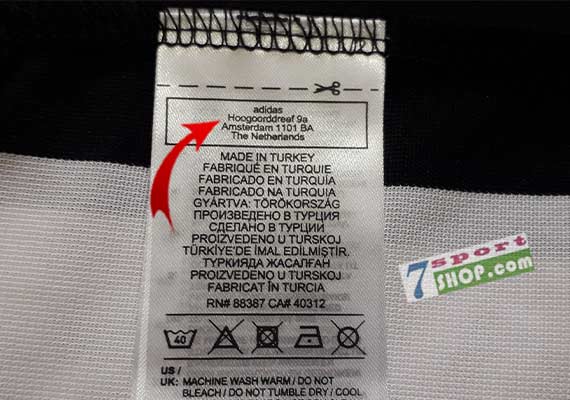 adidas
Hoogoorddreef 9a
Amsterdam 1101 BA
The Netherlands
MADE IN TURKEY
FABRIQUÉ EN TURQUIE
FABRICADO EN TURQUÍA
FABRICADO NA TURQUIA
GYÁRTVA: TÖRÖKORSZÁG
ПРОИЗВЕДЕНО В ТУРЦИЯ
СДЕЛАНО В ТУРЦИИ
PROIZVEDENO U TURSKOJ
TÜRKİYE'DE İMAL EDİLMİŞTİR.
ТУРКИЯДА ЖАСАЛҒАН
PROIZVEDENO U TURSKOJ
FABRICAT ÎN TURCIA
RN# 88387 CA# 40312
40
US /
UK: MACHINE WASH WARM / DO NOT
BLEACH / DO NOT TUMBLE DRY / COOL
7sport
SHOP.com